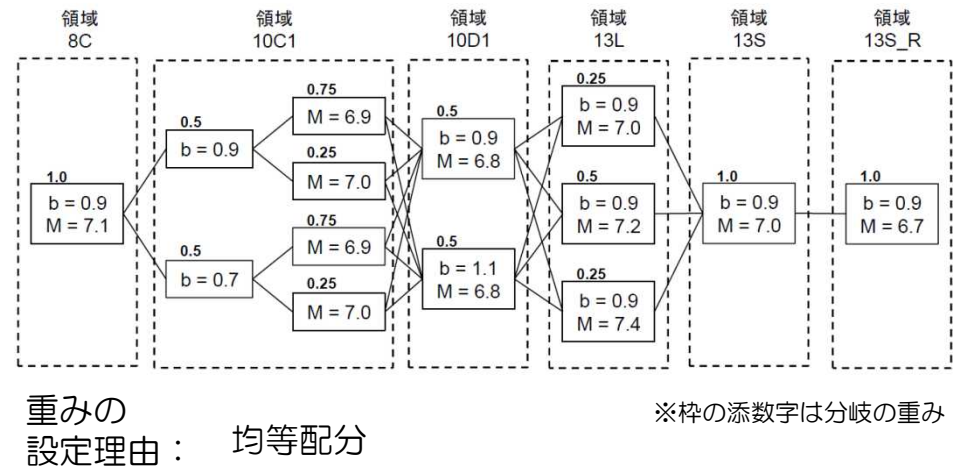 領域
8C
領域
10C1
領域
10D1
領域
13L
領域
13S
領域
13S_R
1.0
b = 0.9
M = 7.1
0.5
b = 0.9
0.5
b = 0.7
0.75
M = 6.9
0.25
M = 7.0
0.75
M = 6.9
0.25
M = 7.0
0.5
b = 0.9
M = 6.8
0.5
b = 1.1
M = 6.8
0.25
b = 0.9
M = 7.0
0.5
b = 0.9
M = 7.2
0.25
b = 0.9
M = 7.4
1.0
b = 0.9
M = 7.0
1.0
b = 0.9
M = 6.7
重みの
設定理由： 均等配分
※枠の添数字は分岐の重み